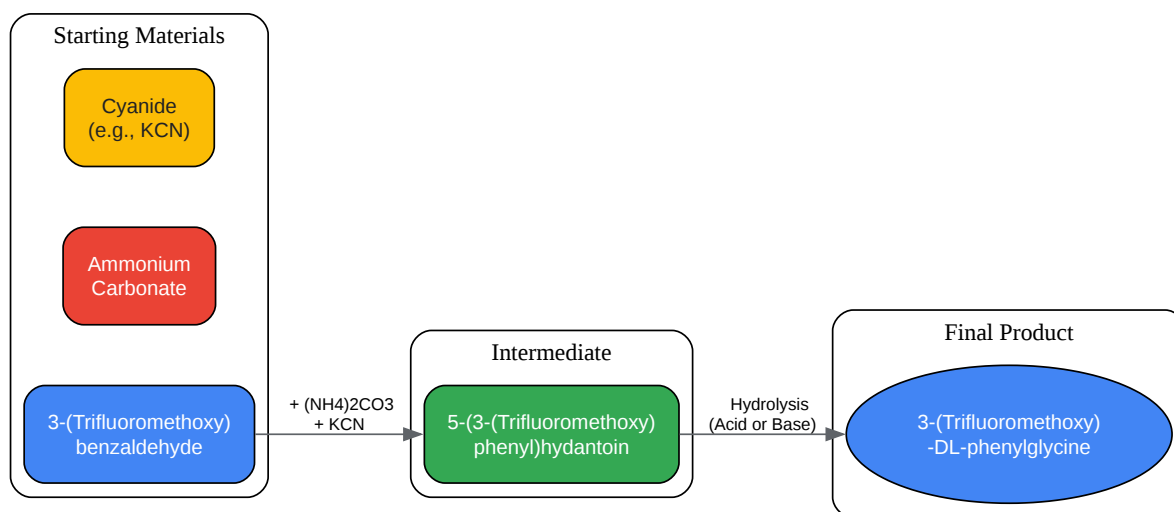 Starting Materials
Cyanide
(e.g., KCN)
Ammonium
Carbonate
3-(Trifluoromethoxy)
benzaldehyde
+ (NH4)2CO3
+ KCN
Intermediate
5-(3-(Trifluoromethoxy)
phenyl)hydantoin
Hydrolysis
(Acid or Base)
Final Product
3-(Trifluoromethoxy)
-DL-phenylglycine